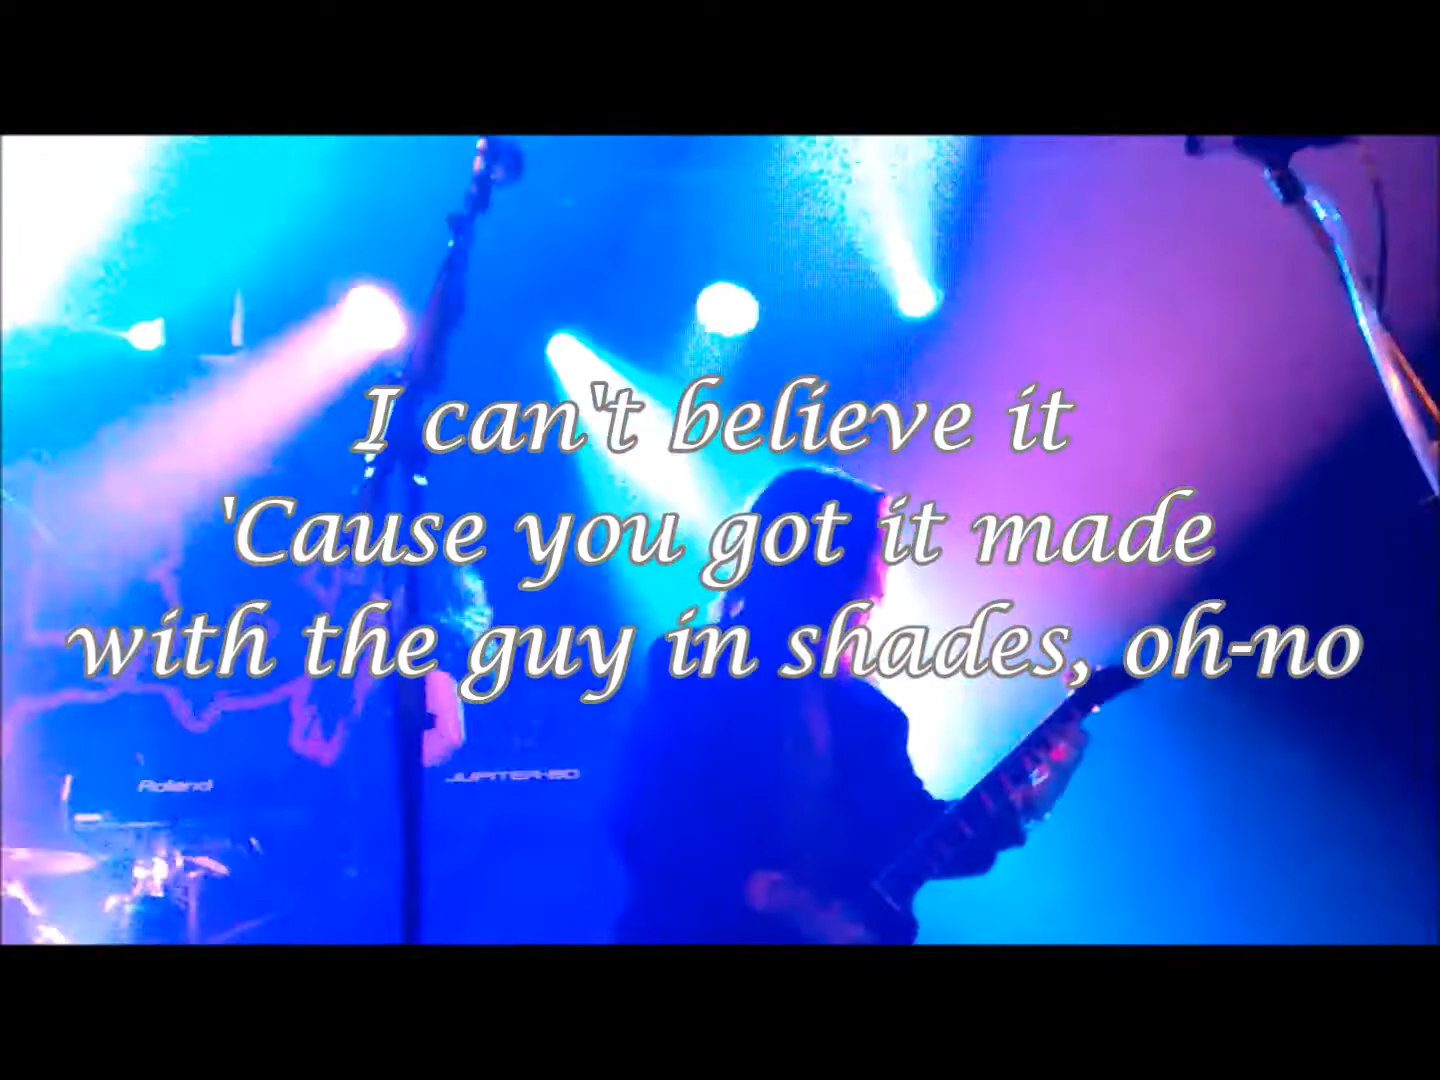 I can't believe it
'Cause you got it made
with the guy in shades, oh-no
Roland
JUPITER-80